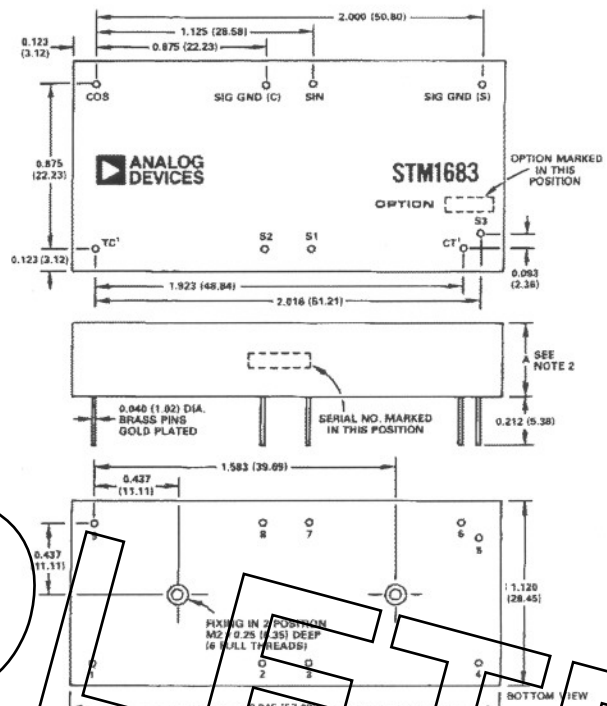 2.000 (50.80)
1.125 (28.58)
0.123
(3.12)
0.875 (22.23)
COS
SIG GND (C)
SIN
SIG GND (S)
0.875
(22.23)
ANALOG
DEVICES
STM1683
OPTION MARKED
IN THIS
POSITION
OPTION
S3
TC¹
S2
S1
CT¹
0.123 (3.12)
0.093
(2.36)
1.923 (48.84)
2.016 (51.21)
A
SEE
NOTE 2
0.040 (1.02) DIA.
BRASS PINS
GOLD PLATED
SERIAL NO. MARKED
IN THIS POSITION
0.212 (5.38)
1.583 (39.69)
0.437
(11.11)
9
8
7
6
5
0.437
(11.11)
1.120
(28.45)
FIXING IN 2 POSITION
M2 0.25 (6.35) DEEP
(6 FULL THREADS)
1
2
3
4
BOTTOM VIEW